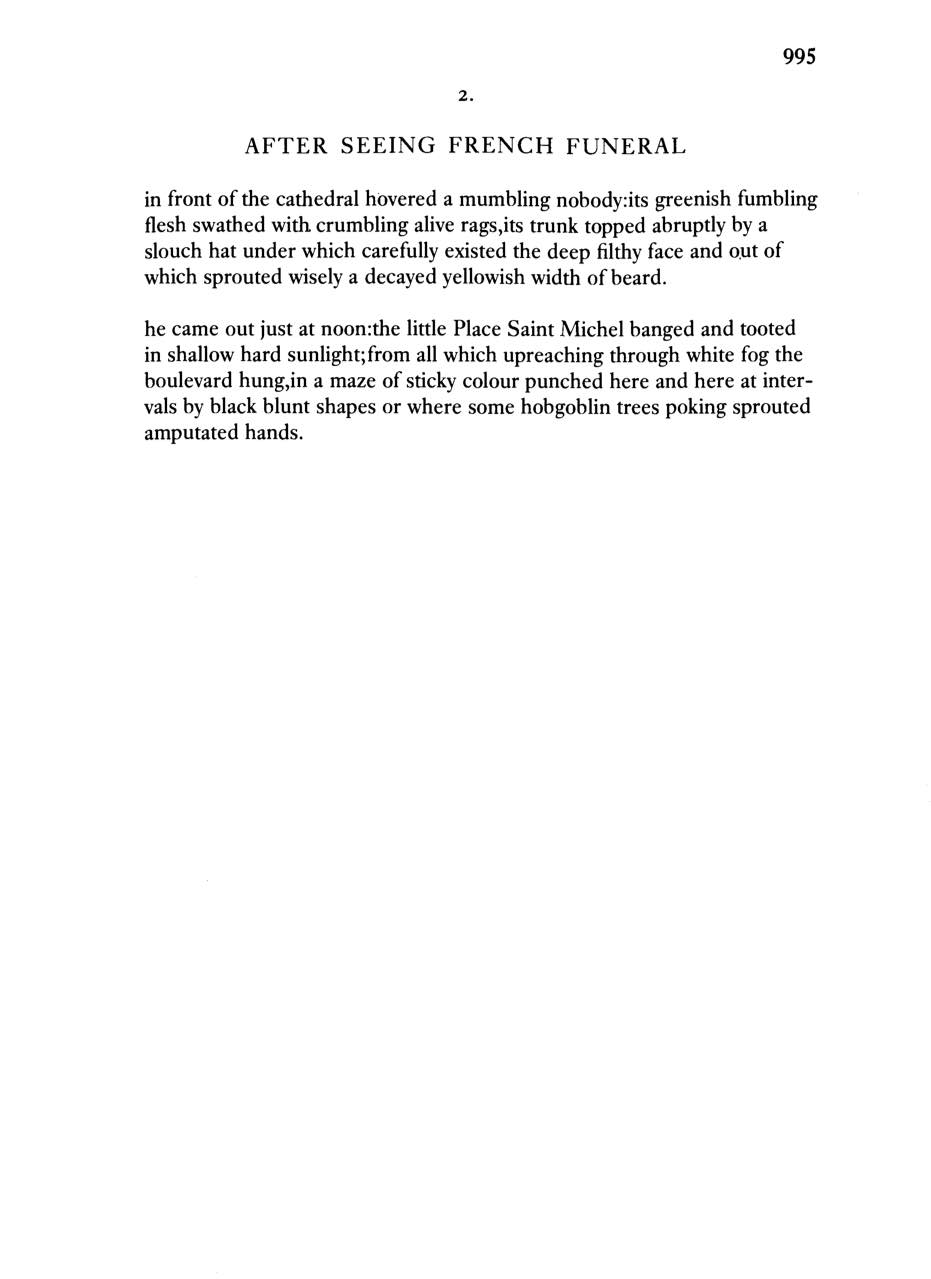 995
2.
AFTER SEEING FRENCH FUNERAL
in front of the cathedral hovered a mumbling nobody:its greenish fumbling
flesh swathed with crumbling alive rags,its trunk topped abruptly by a
slouch hat under which carefully existed the deep filthy face and out of
which sprouted wisely a decayed yellowish width of beard.
he came out just at noon:the little Place Saint Michel banged and tooted
in shallow hard sunlight;from all which upreaching through white fog the
boulevard hung,in a maze of sticky colour punched here and here at inter-
vals by black blunt shapes or where some hobgoblin trees poking sprouted
amputated hands.